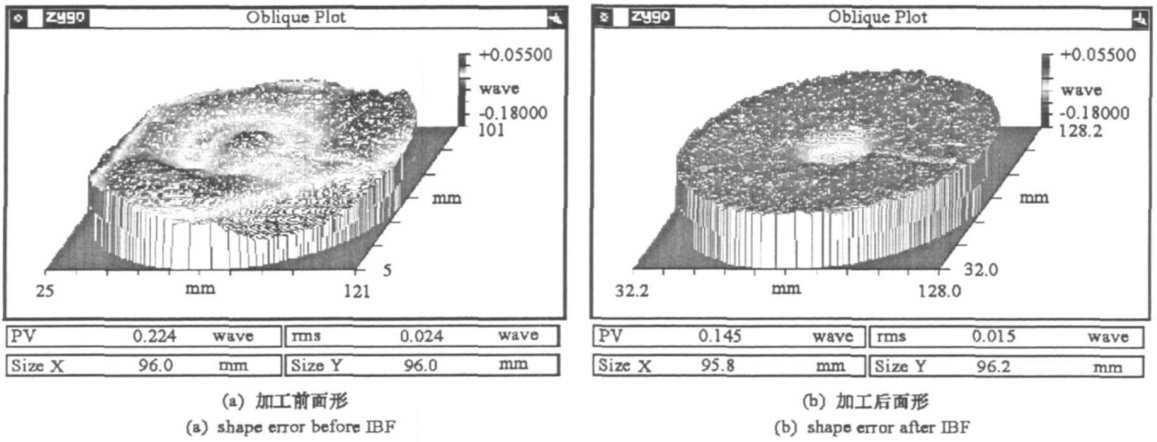 zygo Oblique Plot
+0.05500
wave
-0.18000
101
mm
5
25
mm
121
PV 0.224 wave rms 0.024 wave
Size X 96.0 mm Size Y 96.0 mm
(a) 加工前面形
(a) shape error before IBF
zygo Oblique Plot
+0.05500
wave
-0.18000
128.2
mm
32.0
32.2
mm
128.0
PV 0.145 wave rms 0.015 wave
Size X 95.8 mm Size Y 96.2 mm
(b) 加工后面形
(b) shape error after IBF